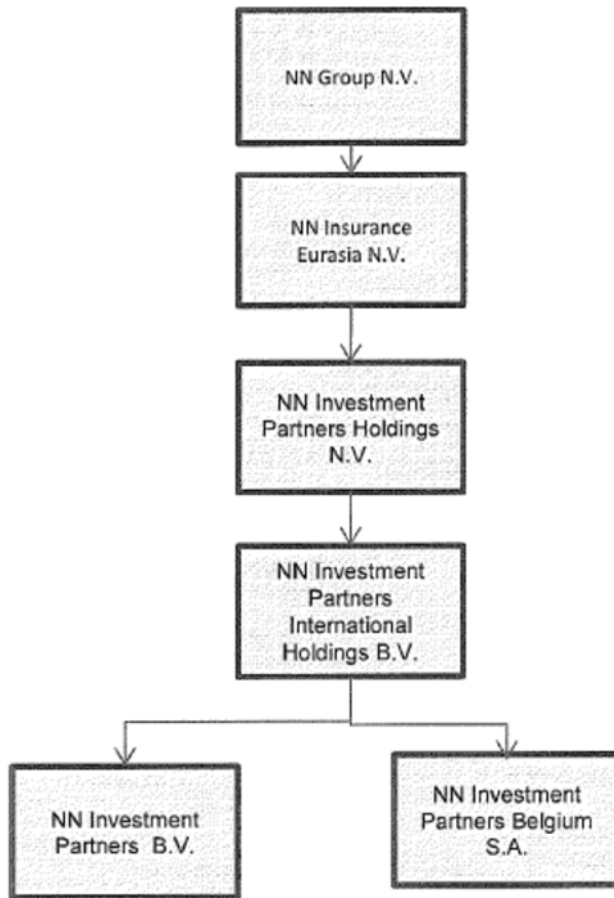 NN Group N.V.
NN Insurance
Eurasia N.V.
NN Investment
Partners Holdings
N.V.
NN Investment
Partners
International
Holdings B.V.
NN Investment
Partners B.V.
NN Investment
Partners Belgium
S.A.